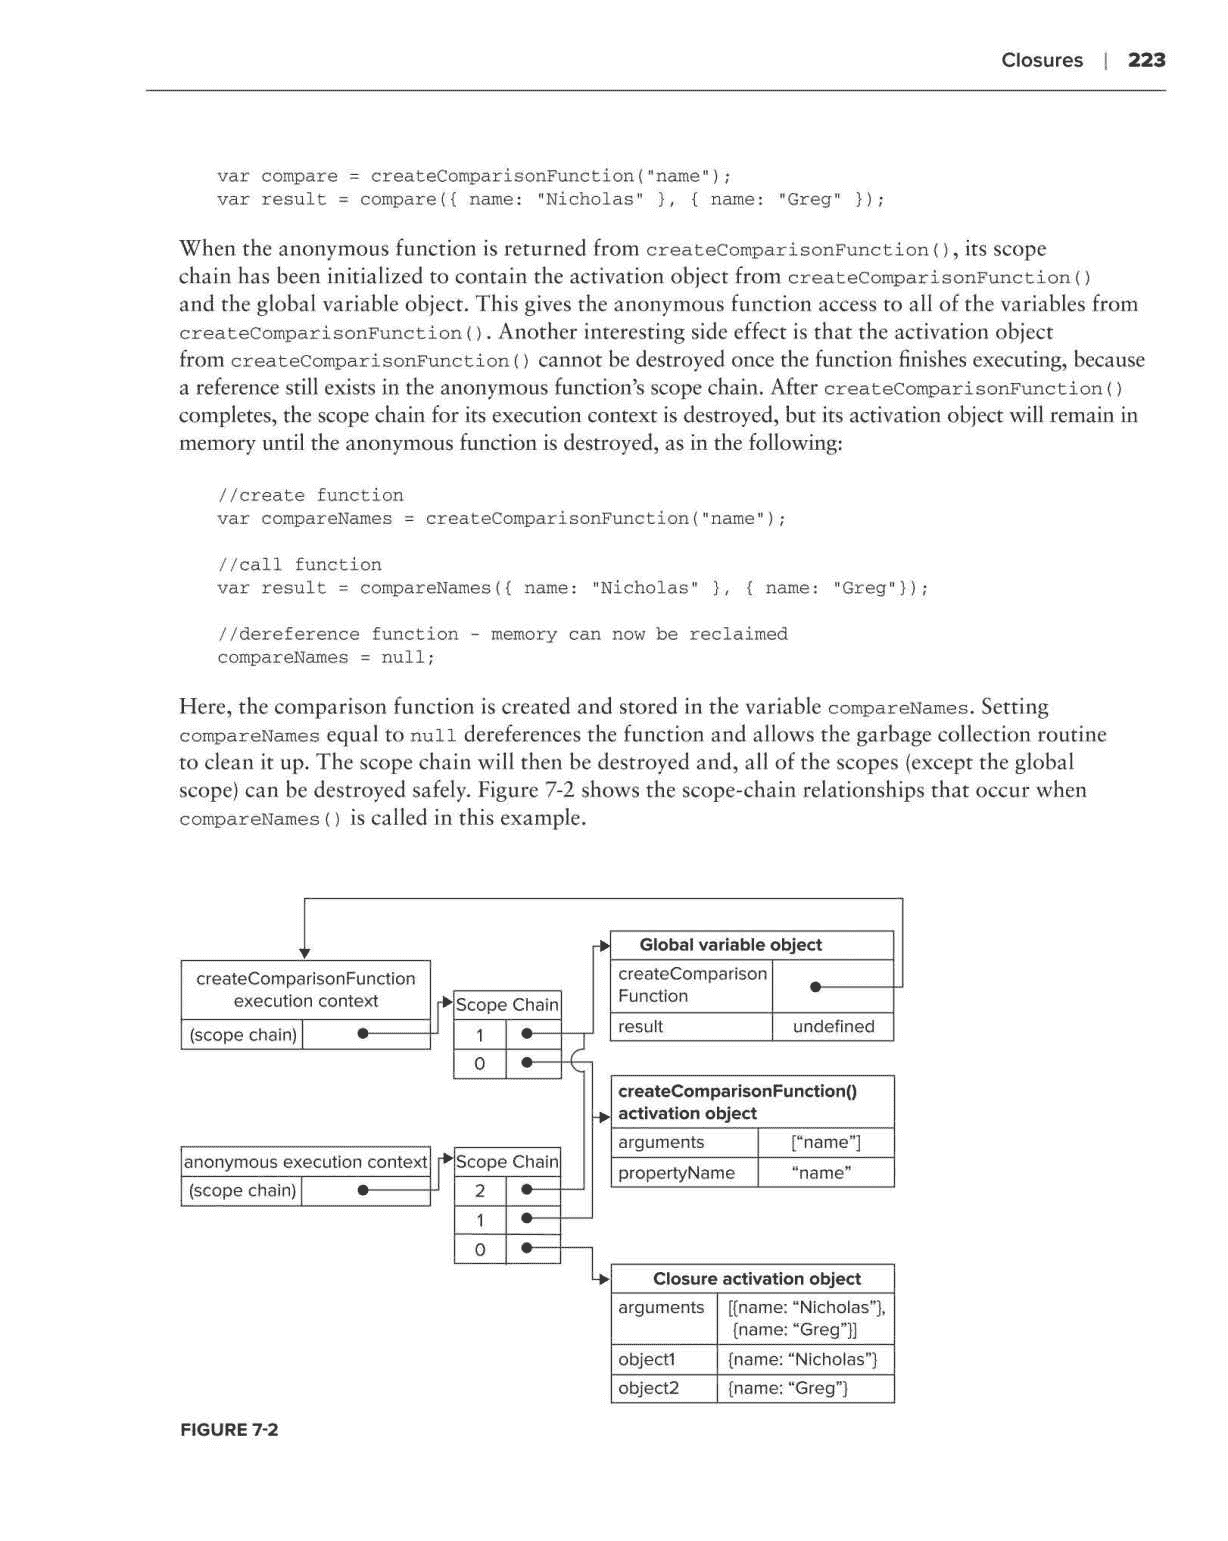 Closures | 223
var compare = createComparisonFunction("name");
var result = compare({ name: "Nicholas" }, { name: "Greg" });
When the anonymous function is returned from createComparisonFunction(), its scope
chain has been initialized to contain the activation object from createComparisonFunction()
and the global variable object. This gives the anonymous function access to all of the variables from
createComparisonFunction(). Another interesting side effect is that the activation object
from createComparisonFunction() cannot be destroyed once the function finishes executing, because
a reference still exists in the anonymous function’s scope chain. After createComparisonFunction()
completes, the scope chain for its execution context is destroyed, but its activation object will remain in
memory until the anonymous function is destroyed, as in the following:
//create function
var compareNames = createComparisonFunction("name");
//call function
var result = compareNames({ name: "Nicholas" }, { name: "Greg"});
//dereference function - memory can now be reclaimed
compareNames = null;
Here, the comparison function is created and stored in the variable compareNames. Setting
compareNames equal to null dereferences the function and allows the garbage collection routine
to clean it up. The scope chain will then be destroyed and, all of the scopes (except the global
scope) can be destroyed safely. Figure 7-2 shows the scope-chain relationships that occur when
compareNames() is called in this example.
createComparisonFunction
execution context
(scope chain)
Scope Chain
1
0
Global variable object
createComparison
Function
result undefined
createComparisonFunction()
activation object
arguments [“name”]
propertyName “name”
anonymous execution context
(scope chain)
Scope Chain
2
1
0
Closure activation object
arguments [{name: “Nicholas”},
{name: “Greg”}]
object1 {name: “Nicholas”}
object2 {name: “Greg”}
FIGURE 7-2